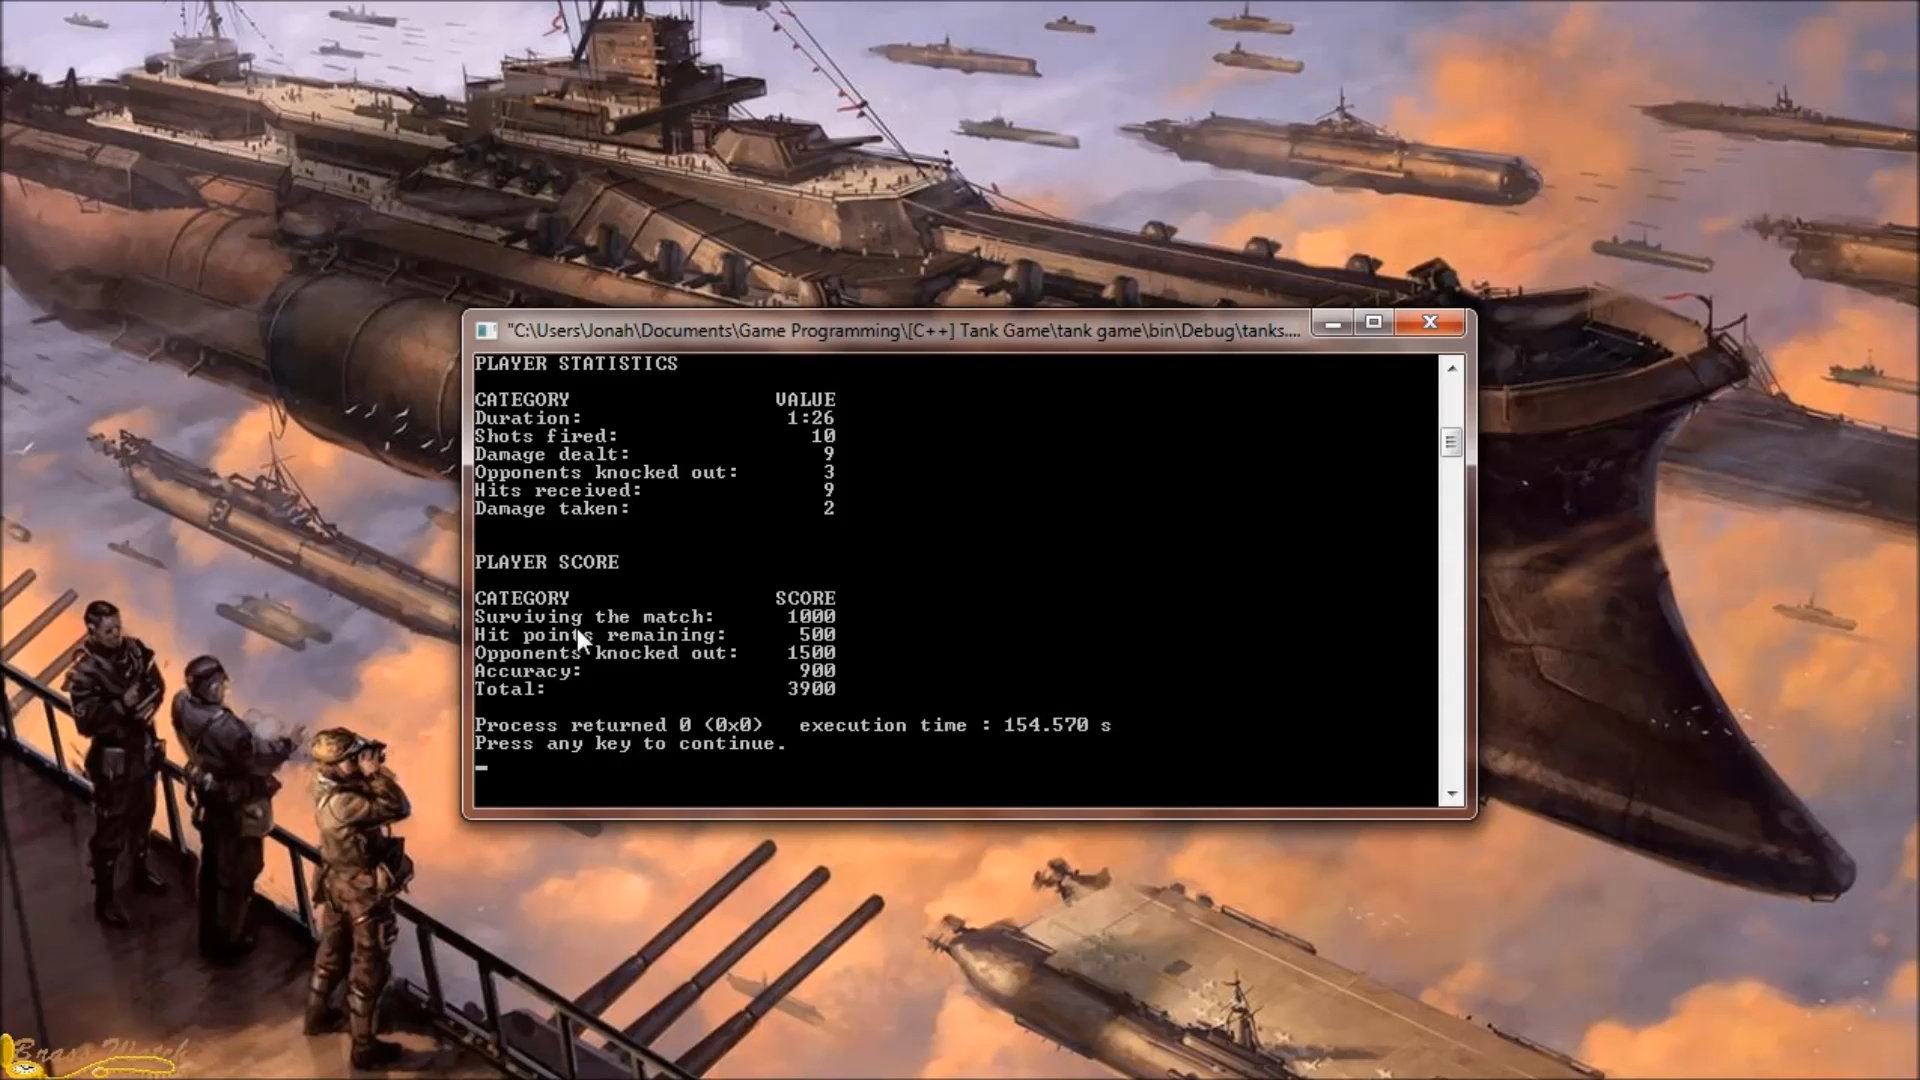 "C:\Users\Jonah\Documents\Game Programming\[C++] Tank Game\tank game\bin\Debug\tanks....
PLAYER STATISTICS
CATEGORY VALUE
Duration: 1:26
Shots fired: 10
Damage dealt: 9
Opponents knocked out: 3
Hits received: 9
Damage taken: 2
PLAYER SCORE
CATEGORY SCORE
Surviving the match: 1000
Hit points remaining: 500
Opponents knocked out: 1500
Accuracy: 900
Total: 3900
Process returned 0 (0x0) execution time : 154.570 s
Press any key to continue.
Brass Watch